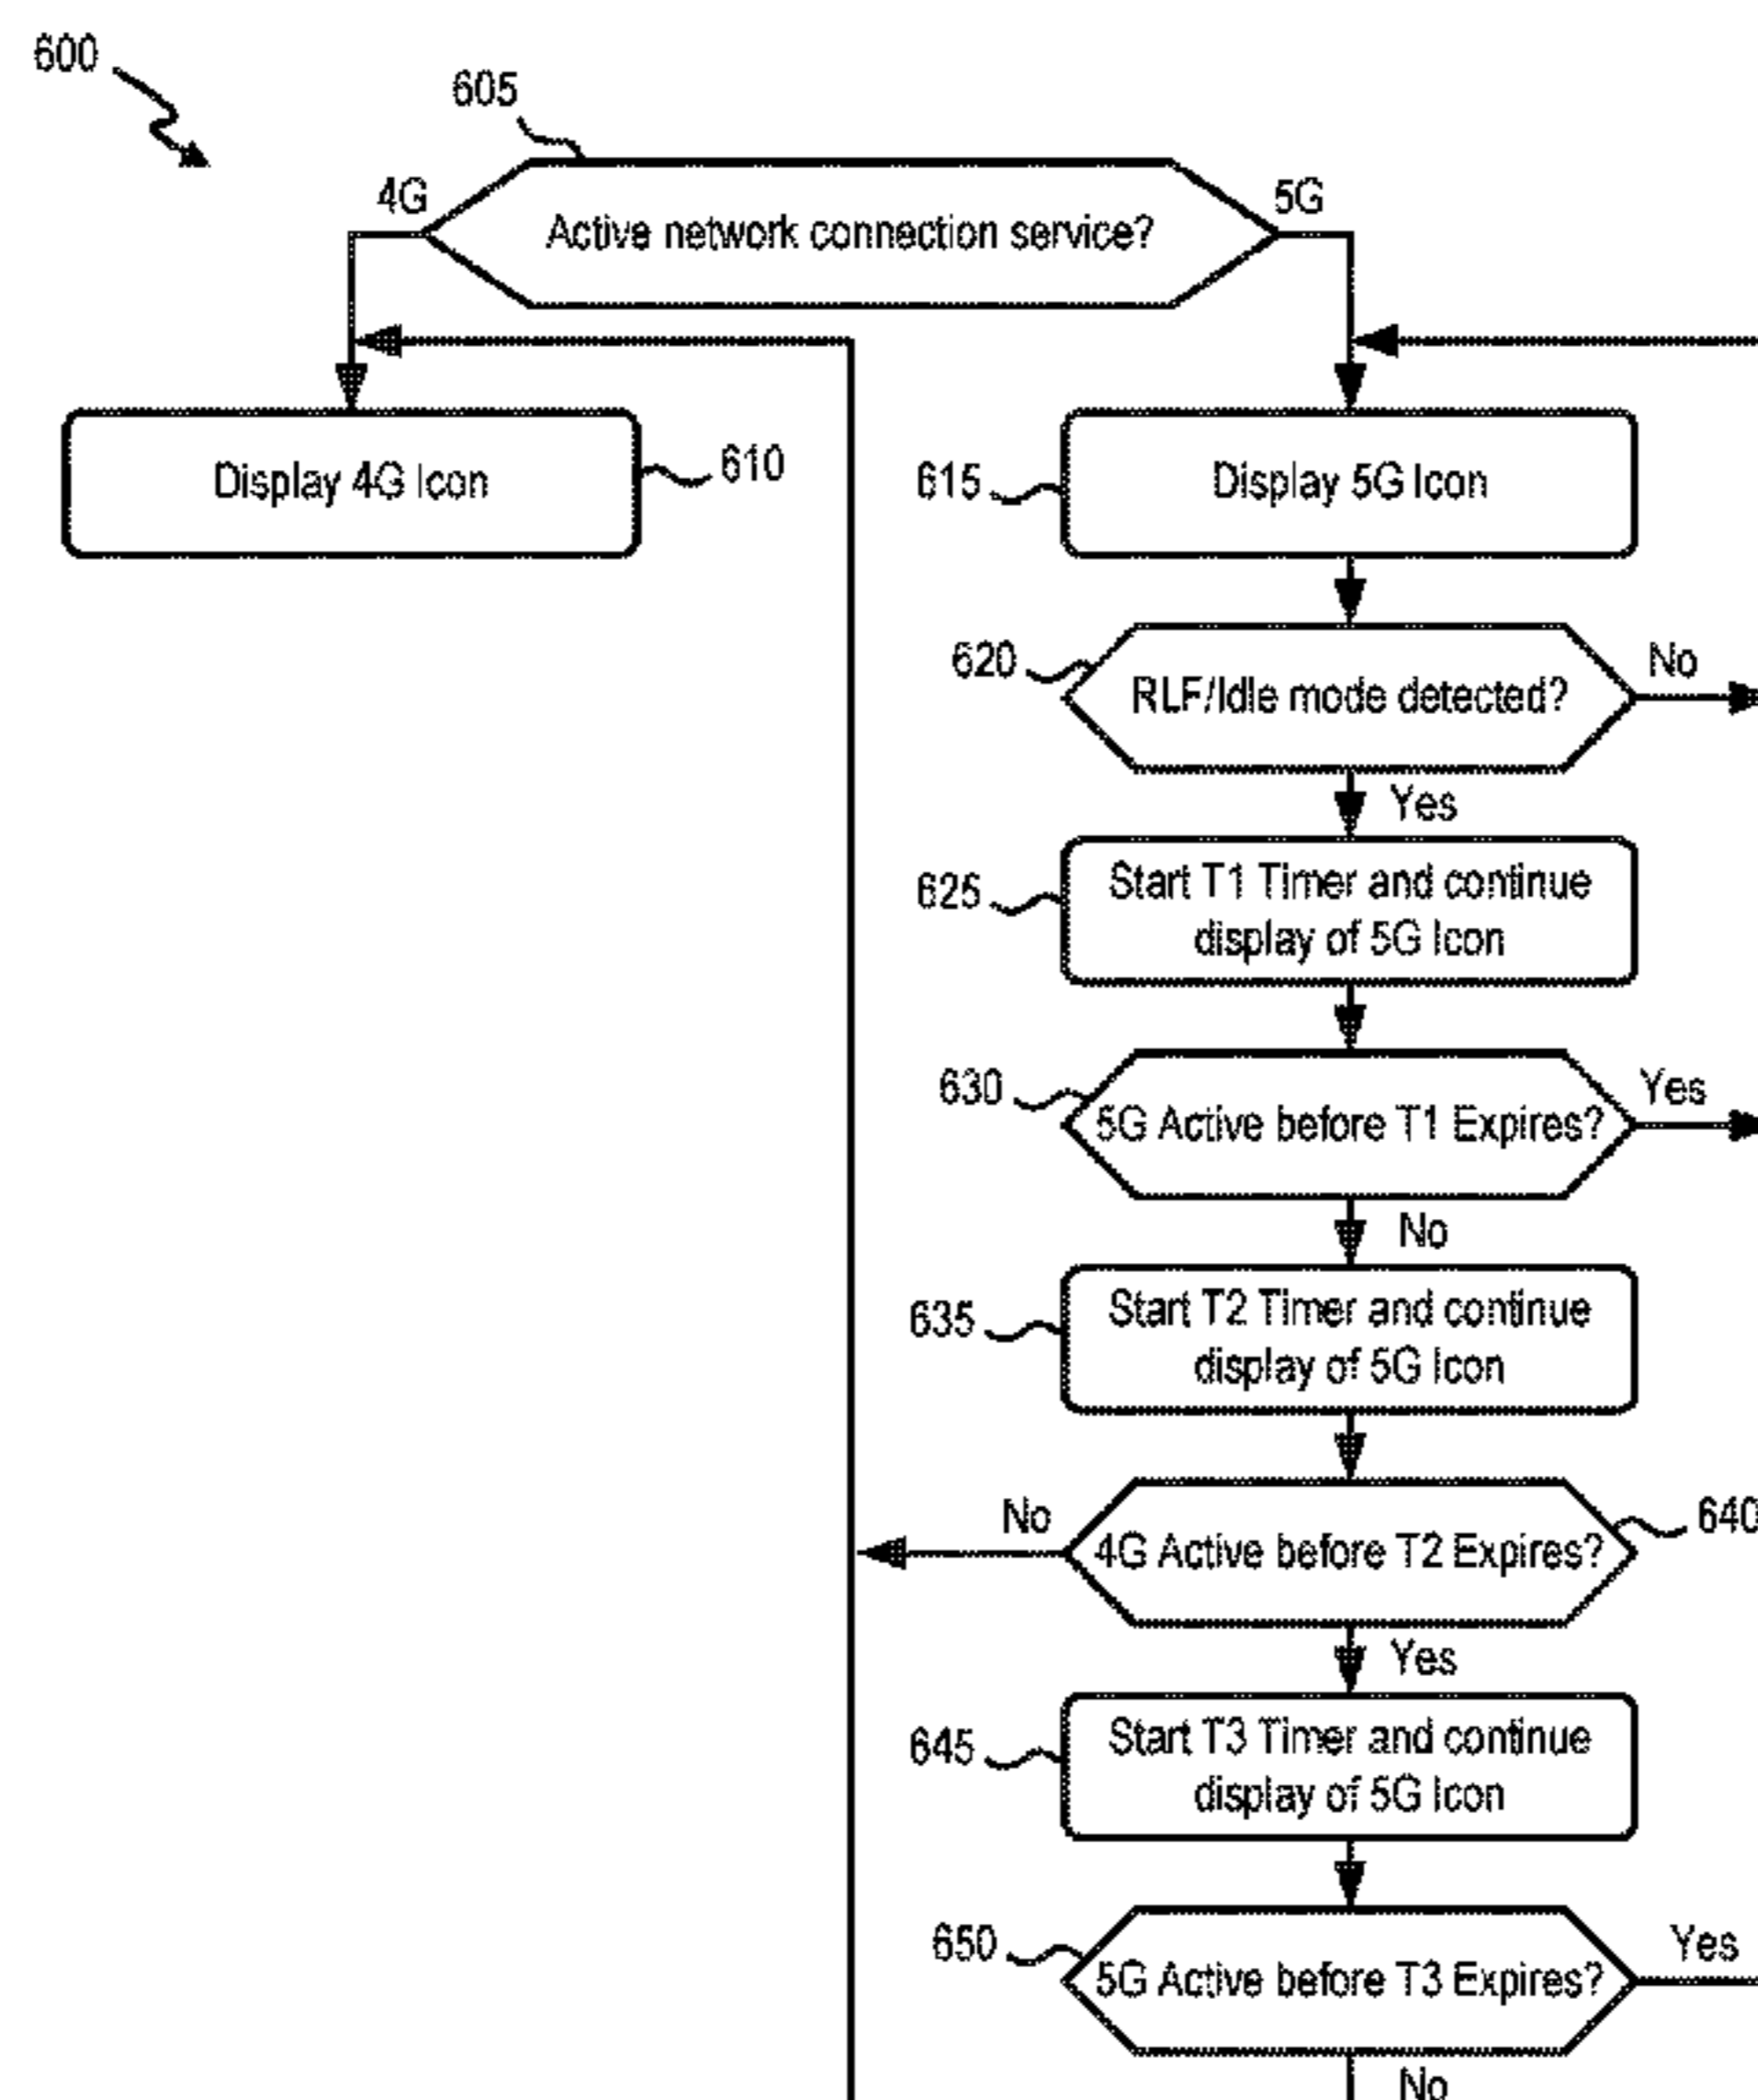 600
605
4G
5G
Active network connection service?
Display 4G Icon
610
615
Display 5G Icon
620
RLF/Idle mode detected?
No
Yes
625
Start T1 Timer and continue
display of 5G Icon
630
5G Active before T1 Expires?
Yes
No
635
Start T2 Timer and continue
display of 5G Icon
No
4G Active before T2 Expires?
640
Yes
645
Start T3 Timer and continue
display of 5G Icon
650
5G Active before T3 Expires?
Yes
No